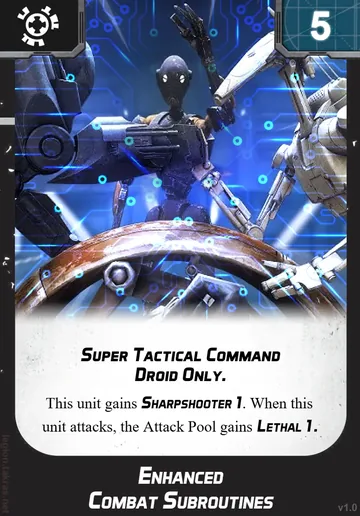 5
Super Tactical Command
Droid Only.
This unit gains Sharpshooter 1. When this
unit attacks, the Attack Pool gains Lethal 1.
Enhanced
Combat Subroutines
v1.0